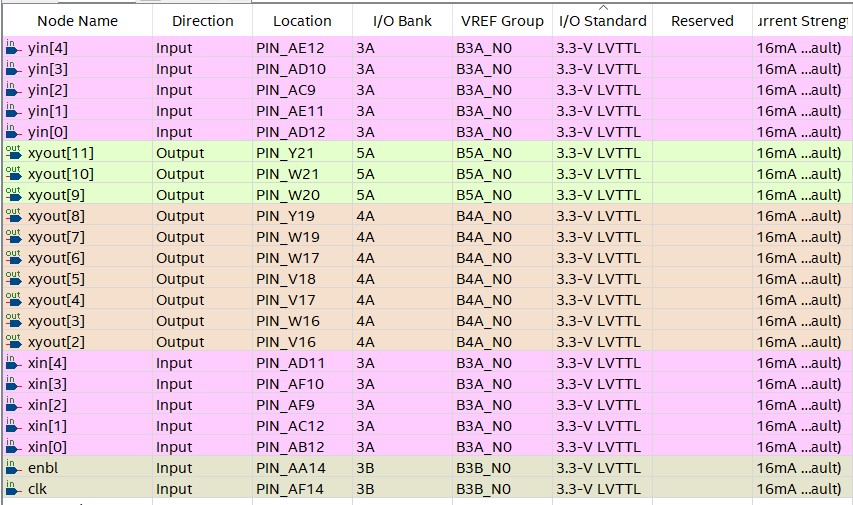 Node Name Direction Location I/O Bank VREF Group I/O Standard Reserved urrent Streng
in yin[4] Input PIN_AE12 3A B3A_N0 3.3-V LVTTL 16mA ...ault)
in yin[3] Input PIN_AD10 3A B3A_N0 3.3-V LVTTL 16mA ...ault)
in yin[2] Input PIN_AC9 3A B3A_N0 3.3-V LVTTL 16mA ...ault)
in yin[1] Input PIN_AE11 3A B3A_N0 3.3-V LVTTL 16mA ...ault)
in yin[0] Input PIN_AD12 3A B3A_N0 3.3-V LVTTL 16mA ...ault)
out xyout[11] Output PIN_Y21 5A B5A_N0 3.3-V LVTTL 16mA ...ault)
out xyout[10] Output PIN_W21 5A B5A_N0 3.3-V LVTTL 16mA ...ault)
out xyout[9] Output PIN_W20 5A B5A_N0 3.3-V LVTTL 16mA ...ault)
out xyout[8] Output PIN_Y19 4A B4A_N0 3.3-V LVTTL 16mA ...ault)
out xyout[7] Output PIN_W19 4A B4A_N0 3.3-V LVTTL 16mA ...ault)
out xyout[6] Output PIN_W17 4A B4A_N0 3.3-V LVTTL 16mA ...ault)
out xyout[5] Output PIN_V18 4A B4A_N0 3.3-V LVTTL 16mA ...ault)
out xyout[4] Output PIN_V17 4A B4A_N0 3.3-V LVTTL 16mA ...ault)
out xyout[3] Output PIN_W16 4A B4A_N0 3.3-V LVTTL 16mA ...ault)
out xyout[2] Output PIN_V16 4A B4A_N0 3.3-V LVTTL 16mA ...ault)
in xin[4] Input PIN_AD11 3A B3A_N0 3.3-V LVTTL 16mA ...ault)
in xin[3] Input PIN_AF10 3A B3A_N0 3.3-V LVTTL 16mA ...ault)
in xin[2] Input PIN_AF9 3A B3A_N0 3.3-V LVTTL 16mA ...ault)
in xin[1] Input PIN_AC12 3A B3A_N0 3.3-V LVTTL 16mA ...ault)
in xin[0] Input PIN_AB12 3A B3A_N0 3.3-V LVTTL 16mA ...ault)
in enbl Input PIN_AA14 3B B3B_N0 3.3-V LVTTL 16mA ...ault)
in clk Input PIN_AF14 3B B3B_N0 3.3-V LVTTL 16mA ...ault)